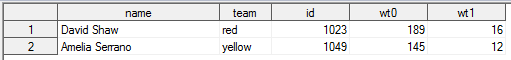 name team id wt0 wt1
1 David Shaw red 1023 189 16
2 Amelia Serrano yellow 1049 145 12